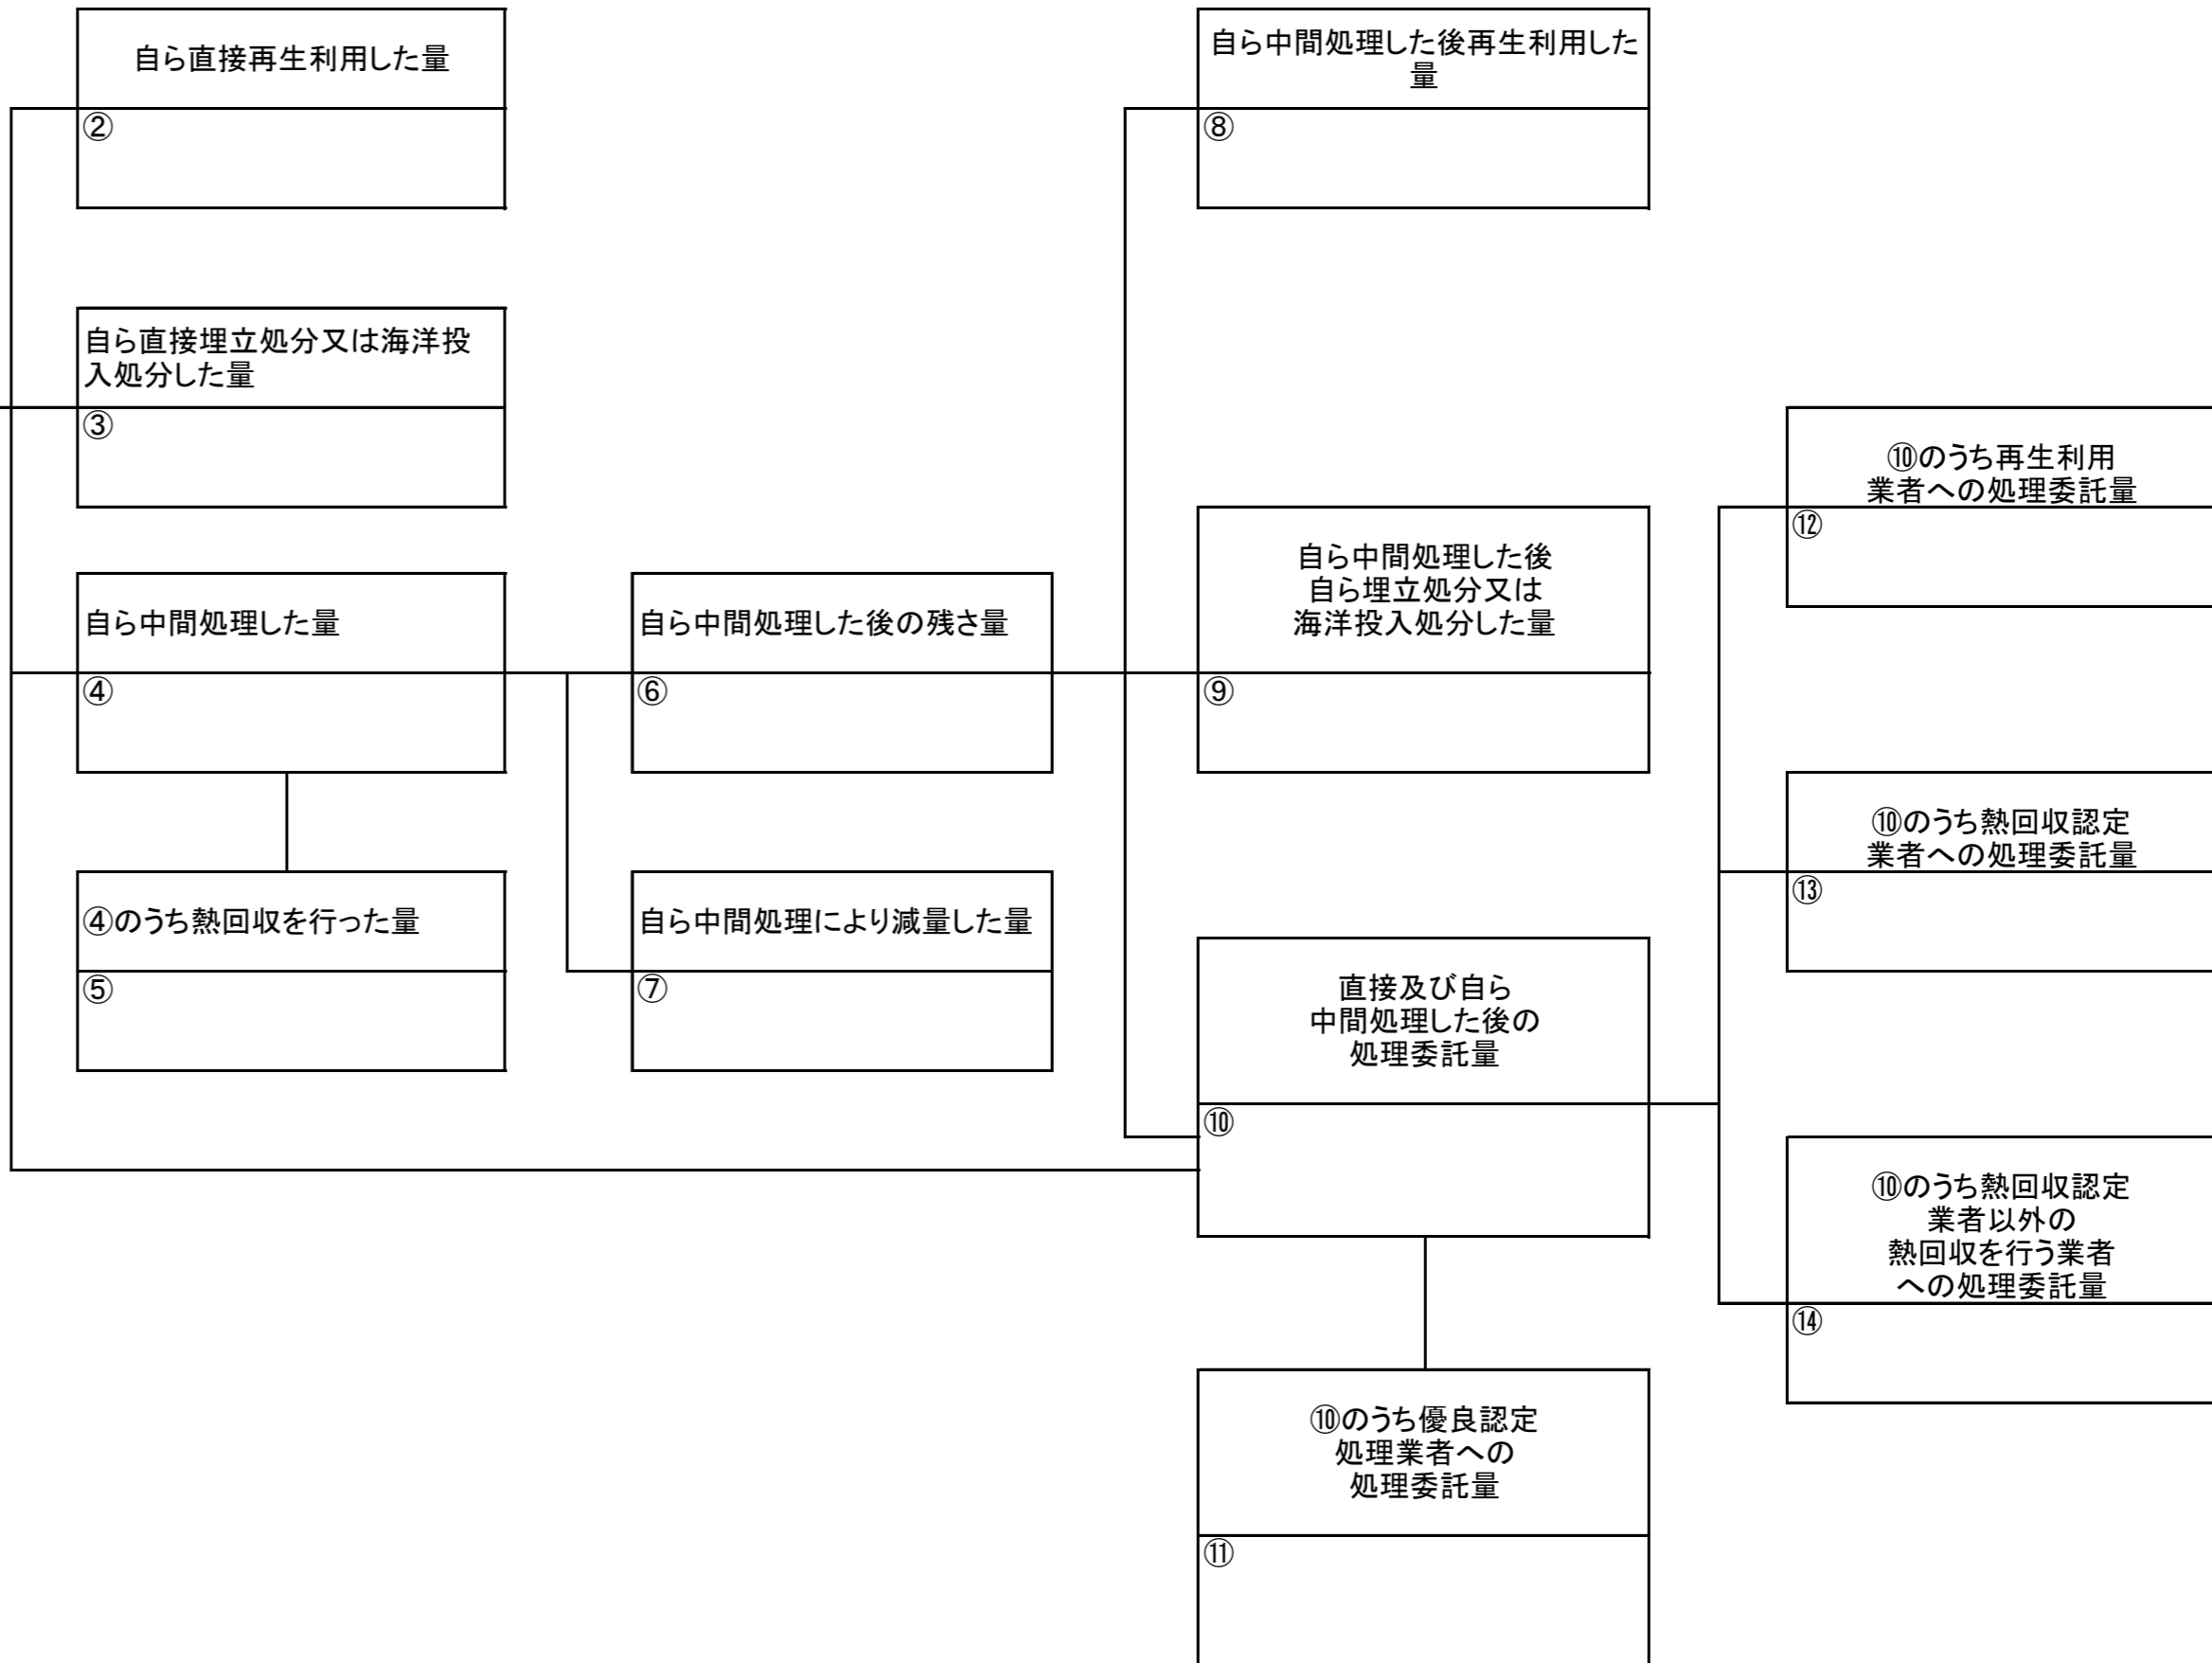 自ら直接再生利用した量
②
自ら直接埋立処分又は海洋投
入処分した量
③
自ら中間処理した量
④
④のうち熱回収を行った量
⑤
自ら中間処理した後の残さ量
⑥
自ら中間処理により減量した量
⑦
自ら中間処理した後再生利用した
量
⑧
自ら中間処理した後
自ら埋立処分又は
海洋投入処分した量
⑨
直接及び自ら
中間処理した後の
処理委託量
⑩
⑩のうち優良認定
処理業者への
処理委託量
⑪
⑩のうち再生利用
業者への処理委託量
⑫
⑩のうち熱回収認定
業者への処理委託量
⑬
⑩のうち熱回収認定
業者以外の
熱回収を行う業者
への処理委託量
⑭